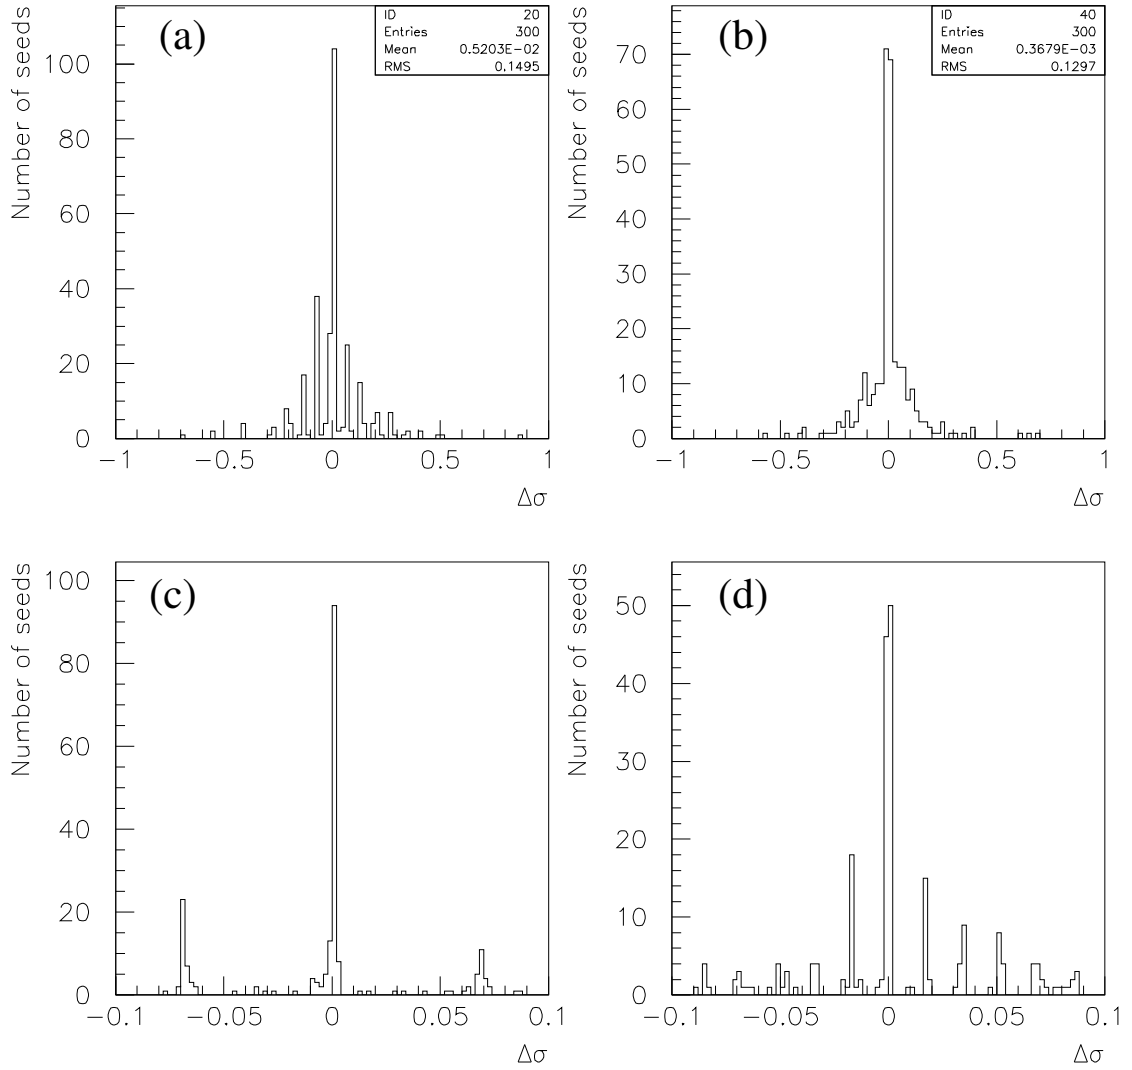 (a)
ID 20
Entries 300
Mean 0.5203E−02
RMS 0.1495
Number of seeds
100
80
60
40
20
0
−1 −0.5 0 0.5 1
Δσ
(b)
ID 40
Entries 300
Mean 0.3679E−03
RMS 0.1297
Number of seeds
70
60
50
40
30
20
10
0
−1 −0.5 0 0.5 1
Δσ
(c)
Number of seeds
100
80
60
40
20
0
−0.1 −0.05 0 0.05 0.1
Δσ
(d)
Number of seeds
50
40
30
20
10
0
−0.1 −0.05 0 0.05 0.1
Δσ